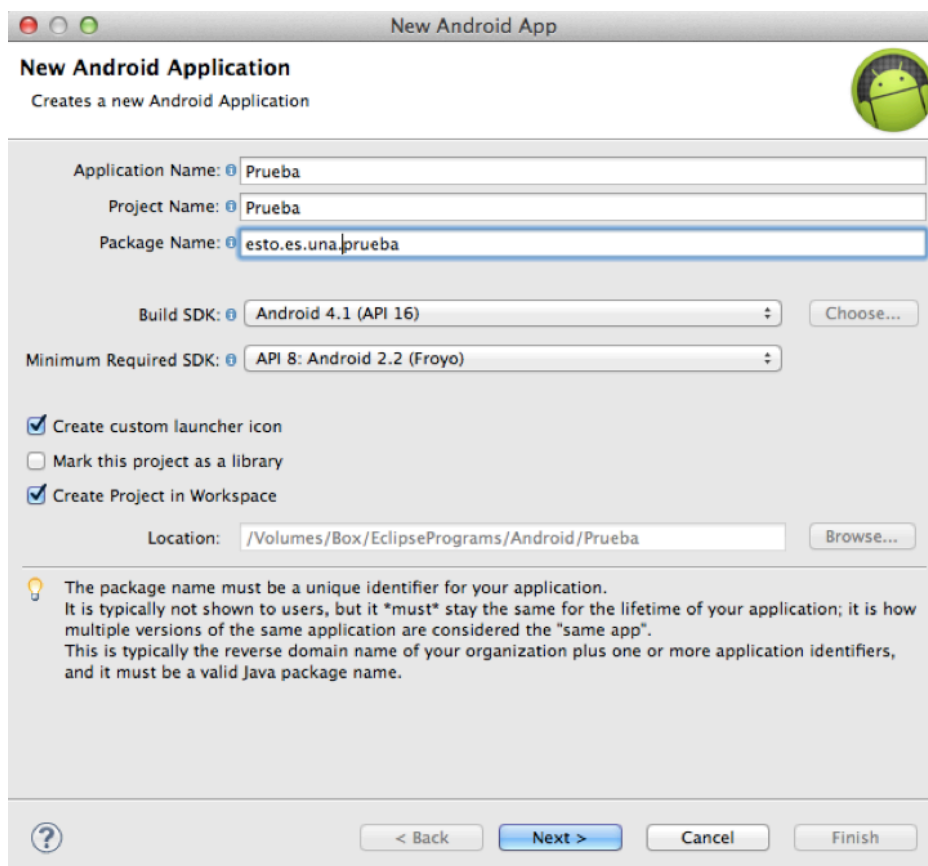 New Android App
New Android Application
Creates a new Android Application
Application Name: Prueba
Project Name: Prueba
Package Name: esto.es.una.prueba
Build SDK: Android 4.1 (API 16) Choose...
Minimum Required SDK: API 8: Android 2.2 (Froyo)
Create custom launcher icon
Mark this project as a library
Create Project in Workspace
Location: /Volumes/Box/EclipsePrograms/Android/Prueba Browse...
The package name must be a unique identifier for your application.
It is typically not shown to users, but it *must* stay the same for the lifetime of your application; it is how
multiple versions of the same application are considered the "same app".
This is typically the reverse domain name of your organization plus one or more application identifiers,
and it must be a valid Java package name.
? < Back Next > Cancel Finish